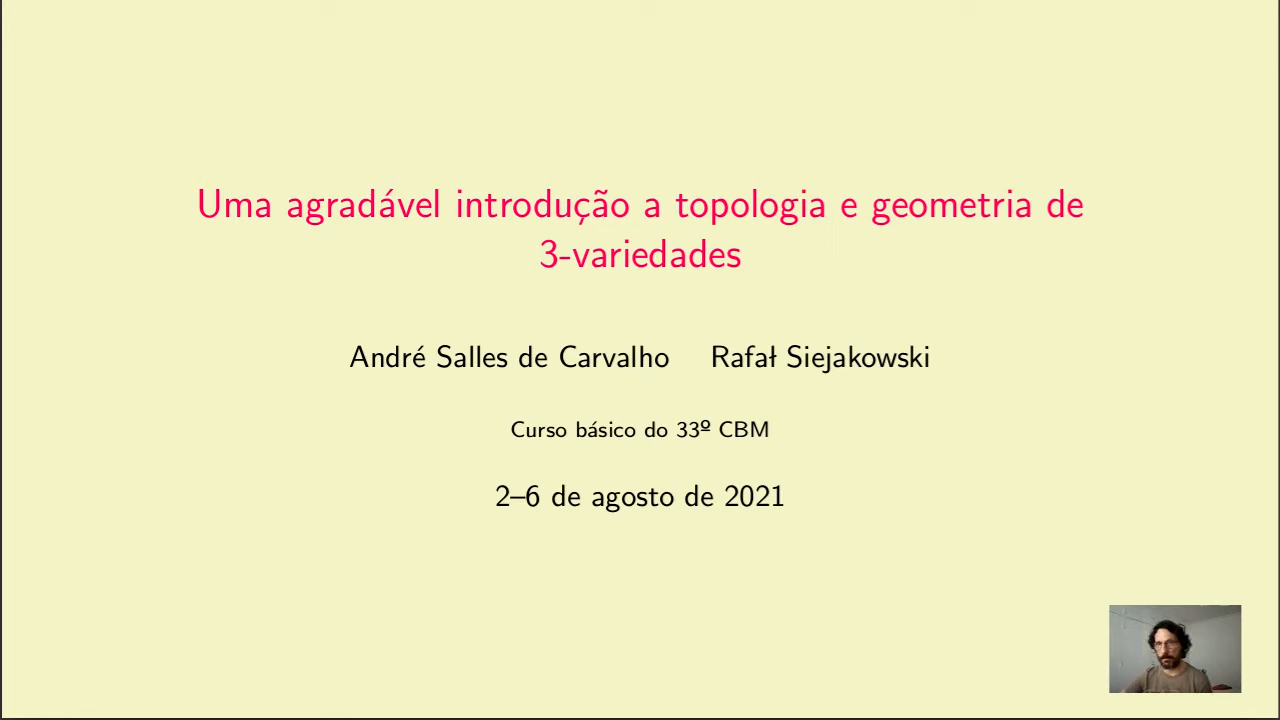 Uma agradável introdução a topologia e geometria de
3-variedades
André Salles de Carvalho Rafał Siejakowski
Curso básico do 33º CBM
2–6 de agosto de 2021